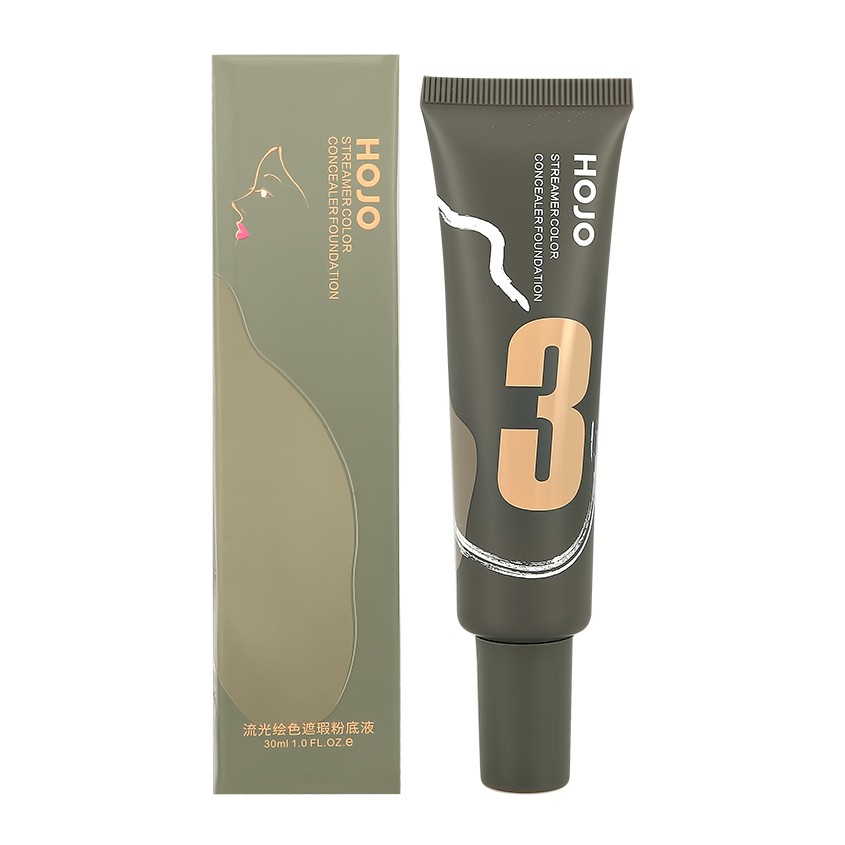 HOJO
STREAMER COLOR
CONCEALER FOUNDATION
流光绘色遮瑕粉底液
30ml 1.0 FL.OZ.e
HOJO
STREAMER COLOR
CONCEALER FOUNDATION
3